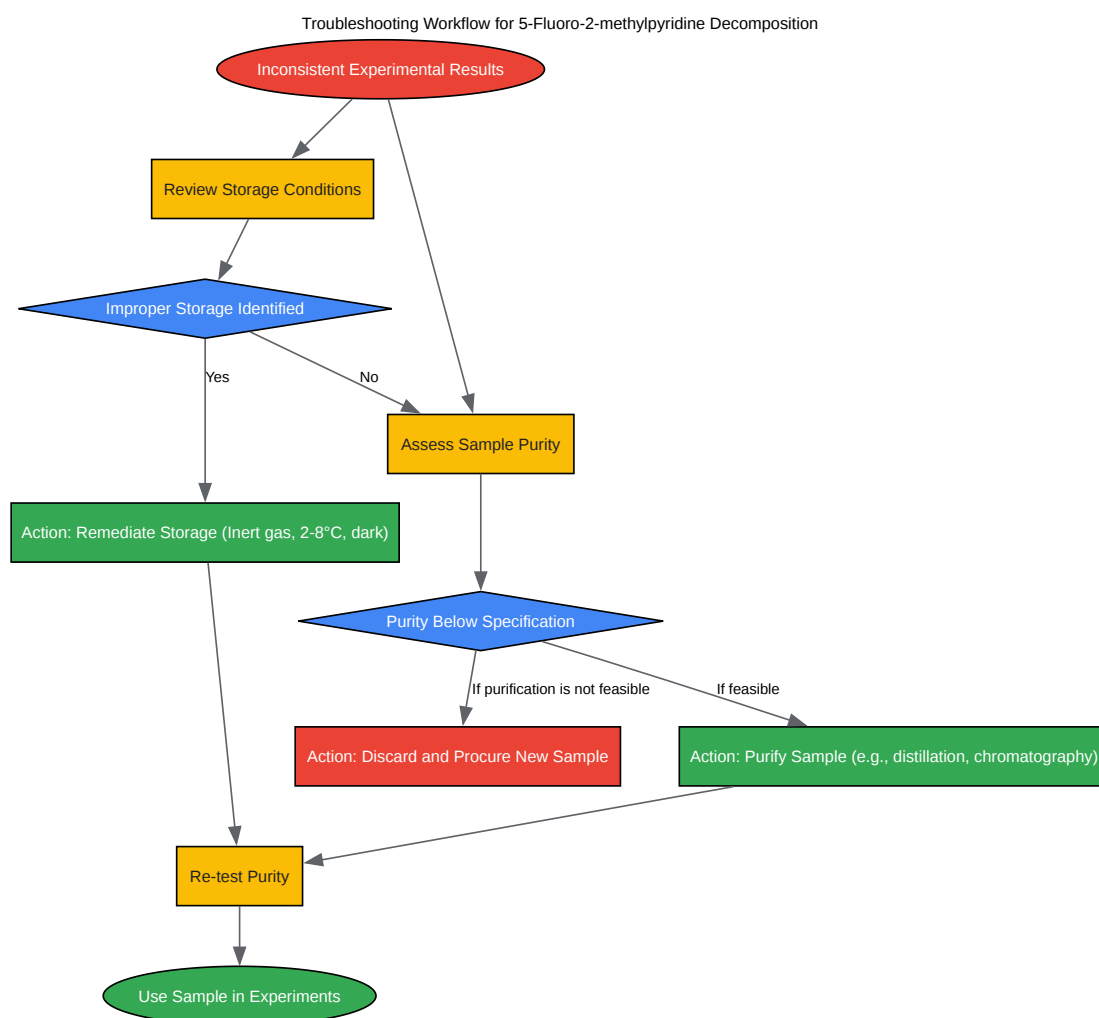 Troubleshooting Workflow for 5-Fluoro-2-methylpyridine Decomposition
Inconsistent Experimental Results
Review Storage Conditions
Improper Storage Identified
Yes
No
Assess Sample Purity
Action: Remediate Storage (Inert gas, 2-8°C, dark)
Purity Below Specification
If purification is not feasible
If feasible
Action: Discard and Procure New Sample
Action: Purify Sample (e.g., distillation, chromatography)
Re-test Purity
Use Sample in Experiments